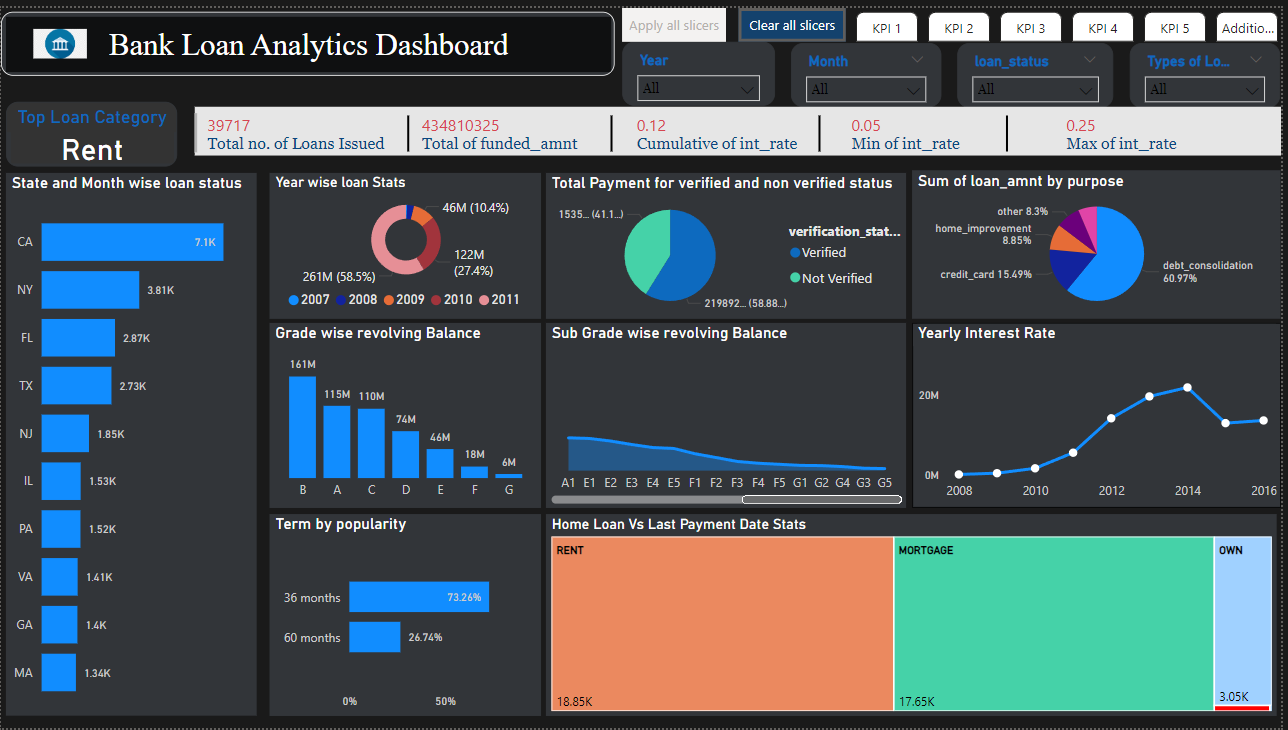 Bank Loan Analytics Dashboard
Apply all slicers
Clear all slicers
KPI 1
KPI 2
KPI 3
KPI 4
KPI 5
Additio...
Year
All
Month
All
loan_status
All
Types of Lo...
All
Top Loan Category
Rent
39717
Total no. of Loans Issued
434810325
Total of funded_amnt
0.12
Cumulative of int_rate
0.05
Min of int_rate
0.25
Max of int_rate
State and Month wise loan status
CA 7.1K
NY 3.81K
FL 2.87K
TX 2.73K
NJ 1.85K
IL 1.53K
PA 1.52K
VA 1.41K
GA 1.4K
MA 1.34K
Year wise loan Stats
46M (10.4%)
122M
(27.4%)
261M (58.5%)
2007 2008 2009 2010 2011
Total Payment for verified and non verified status
1535... (41.1...)
219892... (58.88...)
verification_stat...
Verified
Not Verified
Sum of loan_amnt by purpose
other 8.3%
home_improvement
8.85%
credit_card 15.49%
debt_consolidation
60.97%
Grade wise revolving Balance
161M 115M 110M 74M 46M 18M 6M
B A C D E F G
Sub Grade wise revolving Balance
A1 E1 E2 E3 E4 E5 F1 F2 F3 F4 F5 G1 G2 G4 G3 G5
Yearly Interest Rate
20M
0M
2008 2010 2012 2014 2016
Term by popularity
36 months 73.26%
60 months 26.74%
0% 50%
Home Loan Vs Last Payment Date Stats
RENT
18.85K
MORTGAGE
17.65K
OWN
3.05K